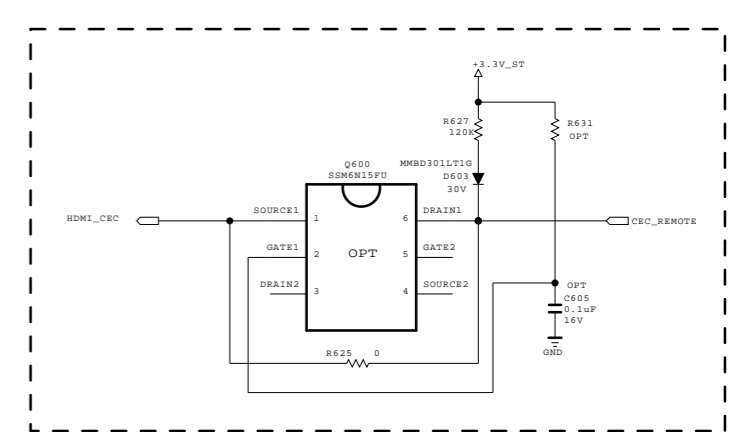 +3.3V_ST
R627
120K
R631
OPT
Q600
SSM6N15FU
MMBD301LT1G
D603
30V
HDMI_CEC
SOURCE1
1
6
DRAIN1
CEC_REMOTE
GATE1
2
OPT
5
GATE2
DRAIN2
3
4
SOURCE2
OPT
C605
0.1uF
16V
GND
R625 0